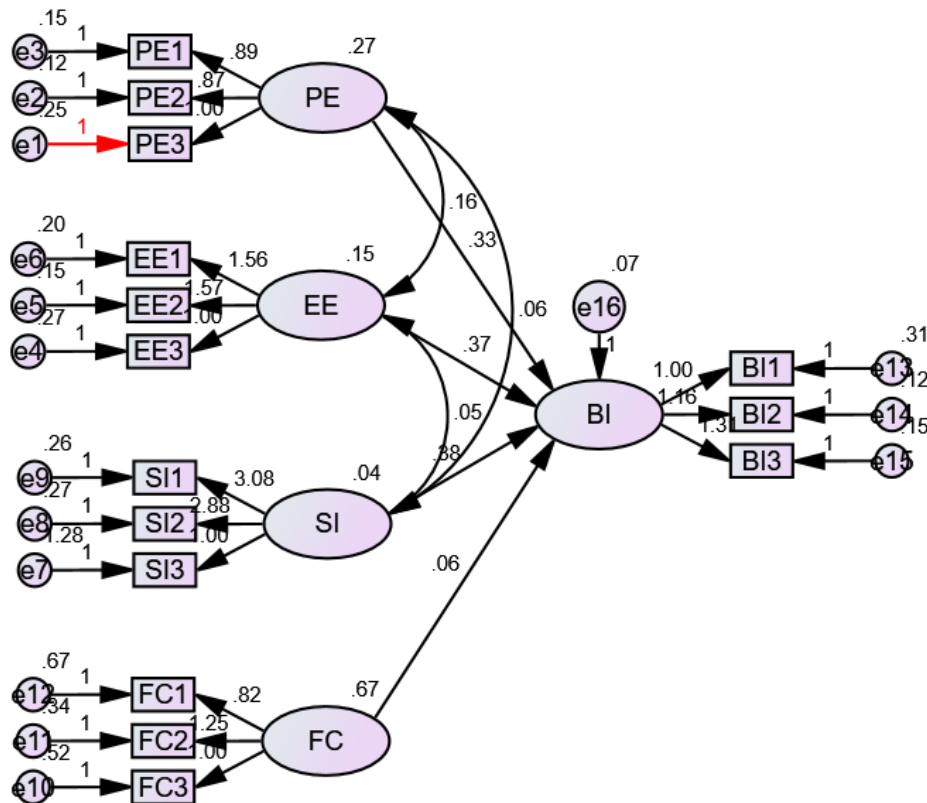 .15
e3 1 PE1 .89 .27
.12
e2 1 PE2 .87 PE
.25 1.00
e1 1 PE3
.16
.33
.20
e6 1 EE1 1.56 .15
.15
e5 1 EE2 1.57 EE
.27 1.00
e4 1 EE3
.06
.07
e16
1
.37
.31
BI1 1 e13
1.00
.12
BI 1.16 BI2 1 e14
.15
1.31 BI3 1 e15
.05
.38
.26
e9 1 SI1 3.08 .04
.27
e8 1 SI2 2.88 SI
1.28 1.00
e7 1 SI3
.06
.67
e12 1 FC1 .82 .67
.34
e11 1 FC2 1.25 FC
.52 1.00
e10 1 FC3